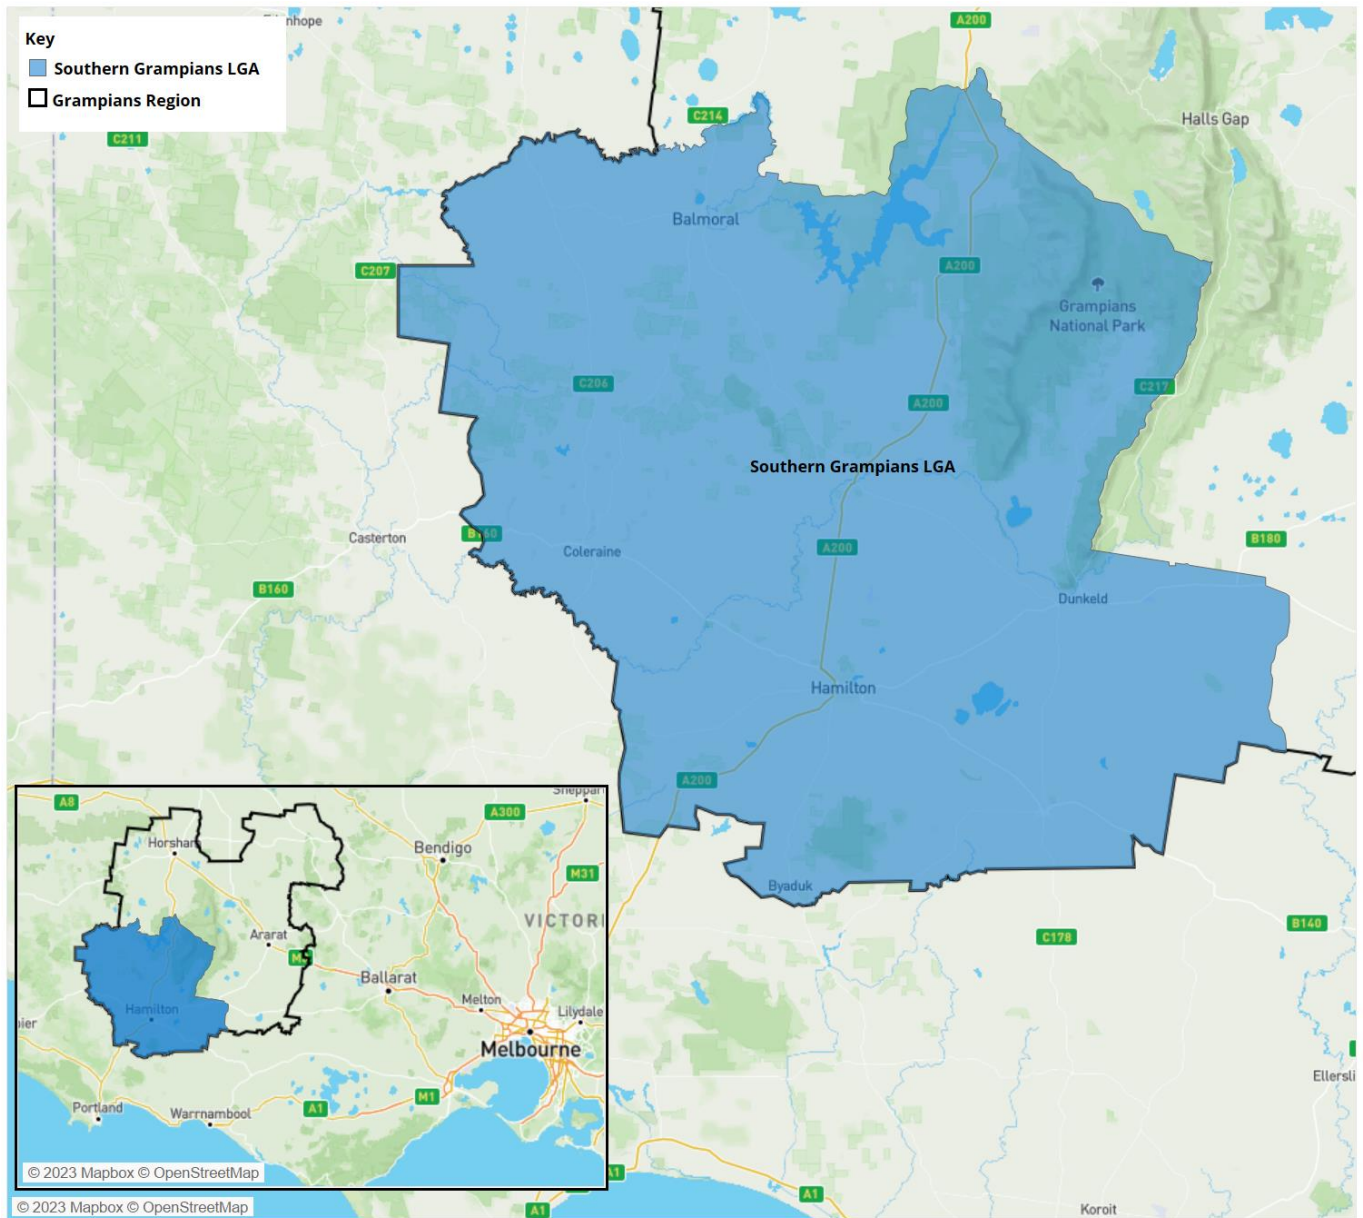 Key
Southern Grampians LGA
Grampians Region
A200
C214
Halls Gap
C211
Balmoral
A200
C207
Grampians
National Park
C206
C217
A200
Southern Grampians LGA
Casterton
Coleraine
A200
B180
B160
Dunkeld
Hamilton
A200
Byaduk
B140
C178
Ellersli
A1
Koroit
A1
A8
A300
Sheppar
Horsham
Bendigo
M31
VICTORI
Ararat
Ballarat
Melton
Lilydale
Hamilton
Melbourne
ier
Portland
Warrnambool
A1
M1
© 2023 Mapbox © OpenStreetMap
© 2023 Mapbox © OpenStreetMap